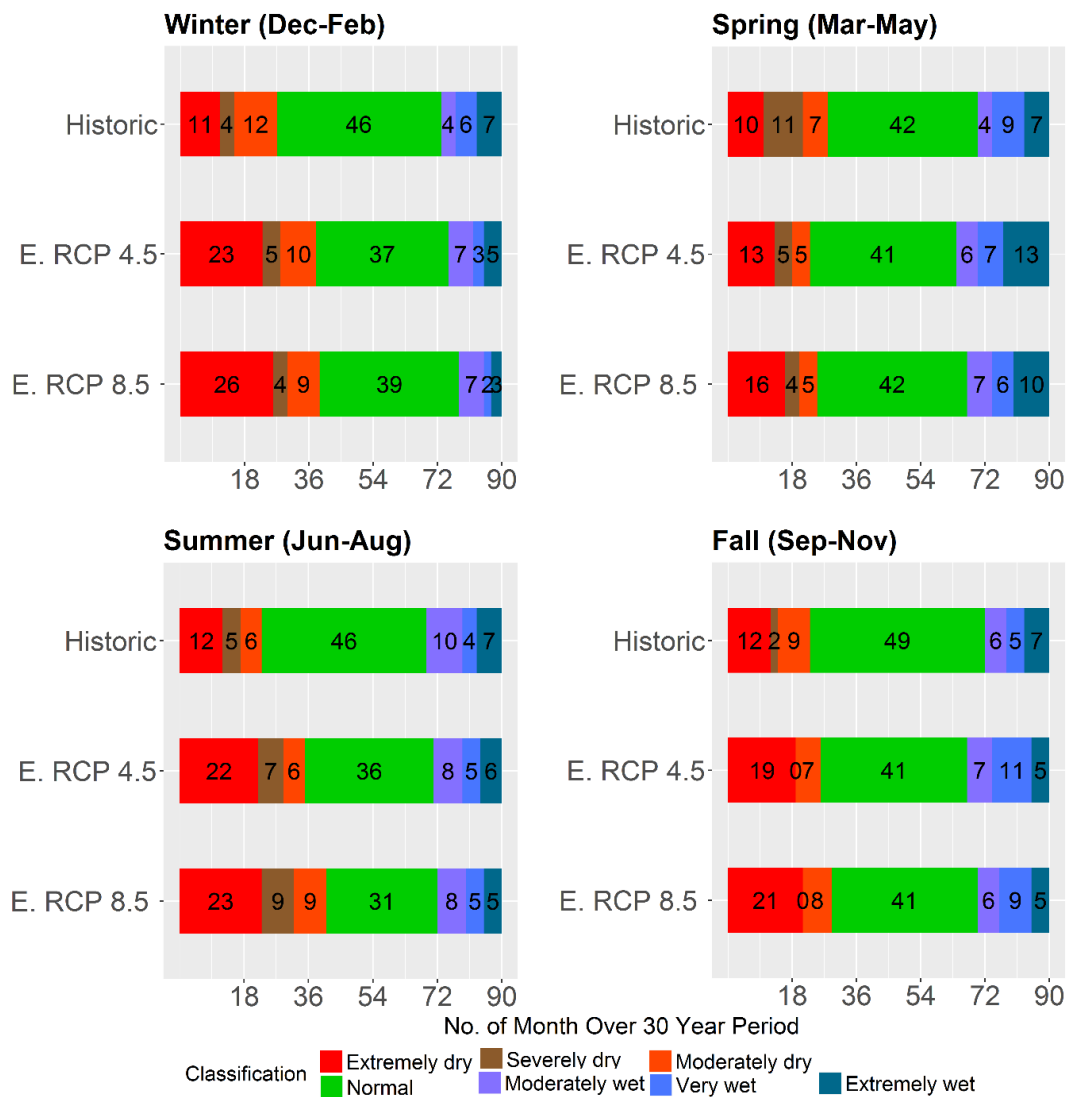 Winter (Dec-Feb)
Historic 11 4 12 46 4 6 7
E. RCP 4.5 23 5 10 37 7 3 5
E. RCP 8.5 26 4 9 39 7 2 3
18 36 54 72 90
Spring (Mar-May)
Historic 10 11 7 42 4 9 7
E. RCP 4.5 13 5 5 41 6 7 13
E. RCP 8.5 16 4 5 42 7 6 10
18 36 54 72 90
Summer (Jun-Aug)
Historic 12 5 6 46 10 4 7
E. RCP 4.5 22 7 6 36 8 5 6
E. RCP 8.5 23 9 9 31 8 5 5
18 36 54 72 90
Fall (Sep-Nov)
Historic 12 2 9 49 6 5 7
E. RCP 4.5 19 0 7 41 7 11 5
E. RCP 8.5 21 0 8 41 6 9 5
18 36 54 72 90
No. of Month Over 30 Year Period
Classification
Extremely dry Severely dry Moderately dry
Normal Moderately wet Very wet Extremely wet